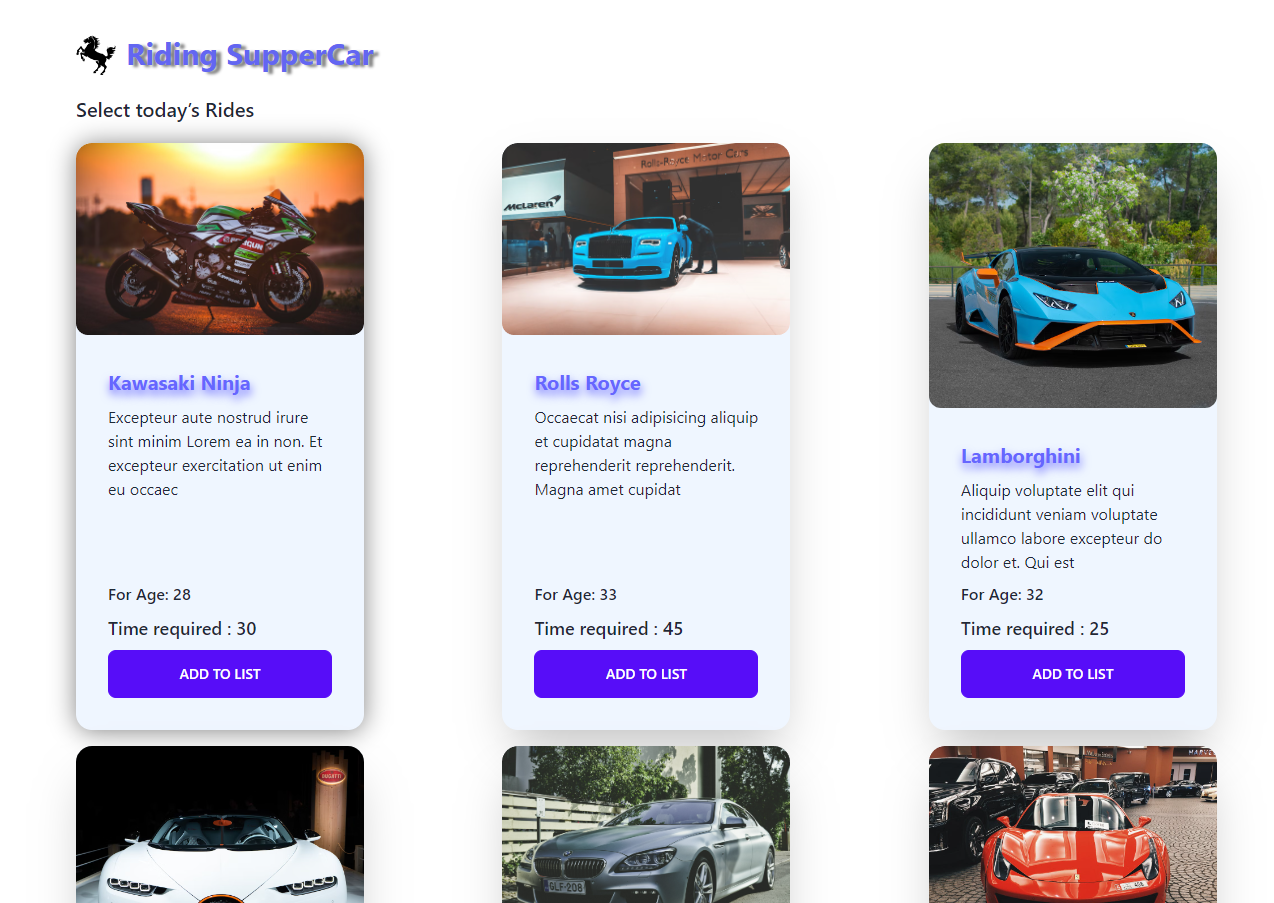 Riding SupperCar
Select today’s Rides
KAWASAKI
Rolls-Royce Motor Cars
McLaren
Kawasaki Ninja
Excepteur aute nostrud irure
sint minim Lorem ea in non. Et
excepteur exercitation ut enim
eu occaec
For Age: 28
Time required : 30
ADD TO LIST
Rolls Royce
Occaecat nisi adipisicing aliquip
et cupidatat magna
reprehenderit reprehenderit.
Magna amet cupidat
For Age: 33
Time required : 45
ADD TO LIST
Lamborghini
Aliquip voluptate elit qui
incididunt veniam voluptate
ullamco labore excepteur do
dolor et. Qui est
For Age: 32
Time required : 25
ADD TO LIST
BUGATTI
GLF-208